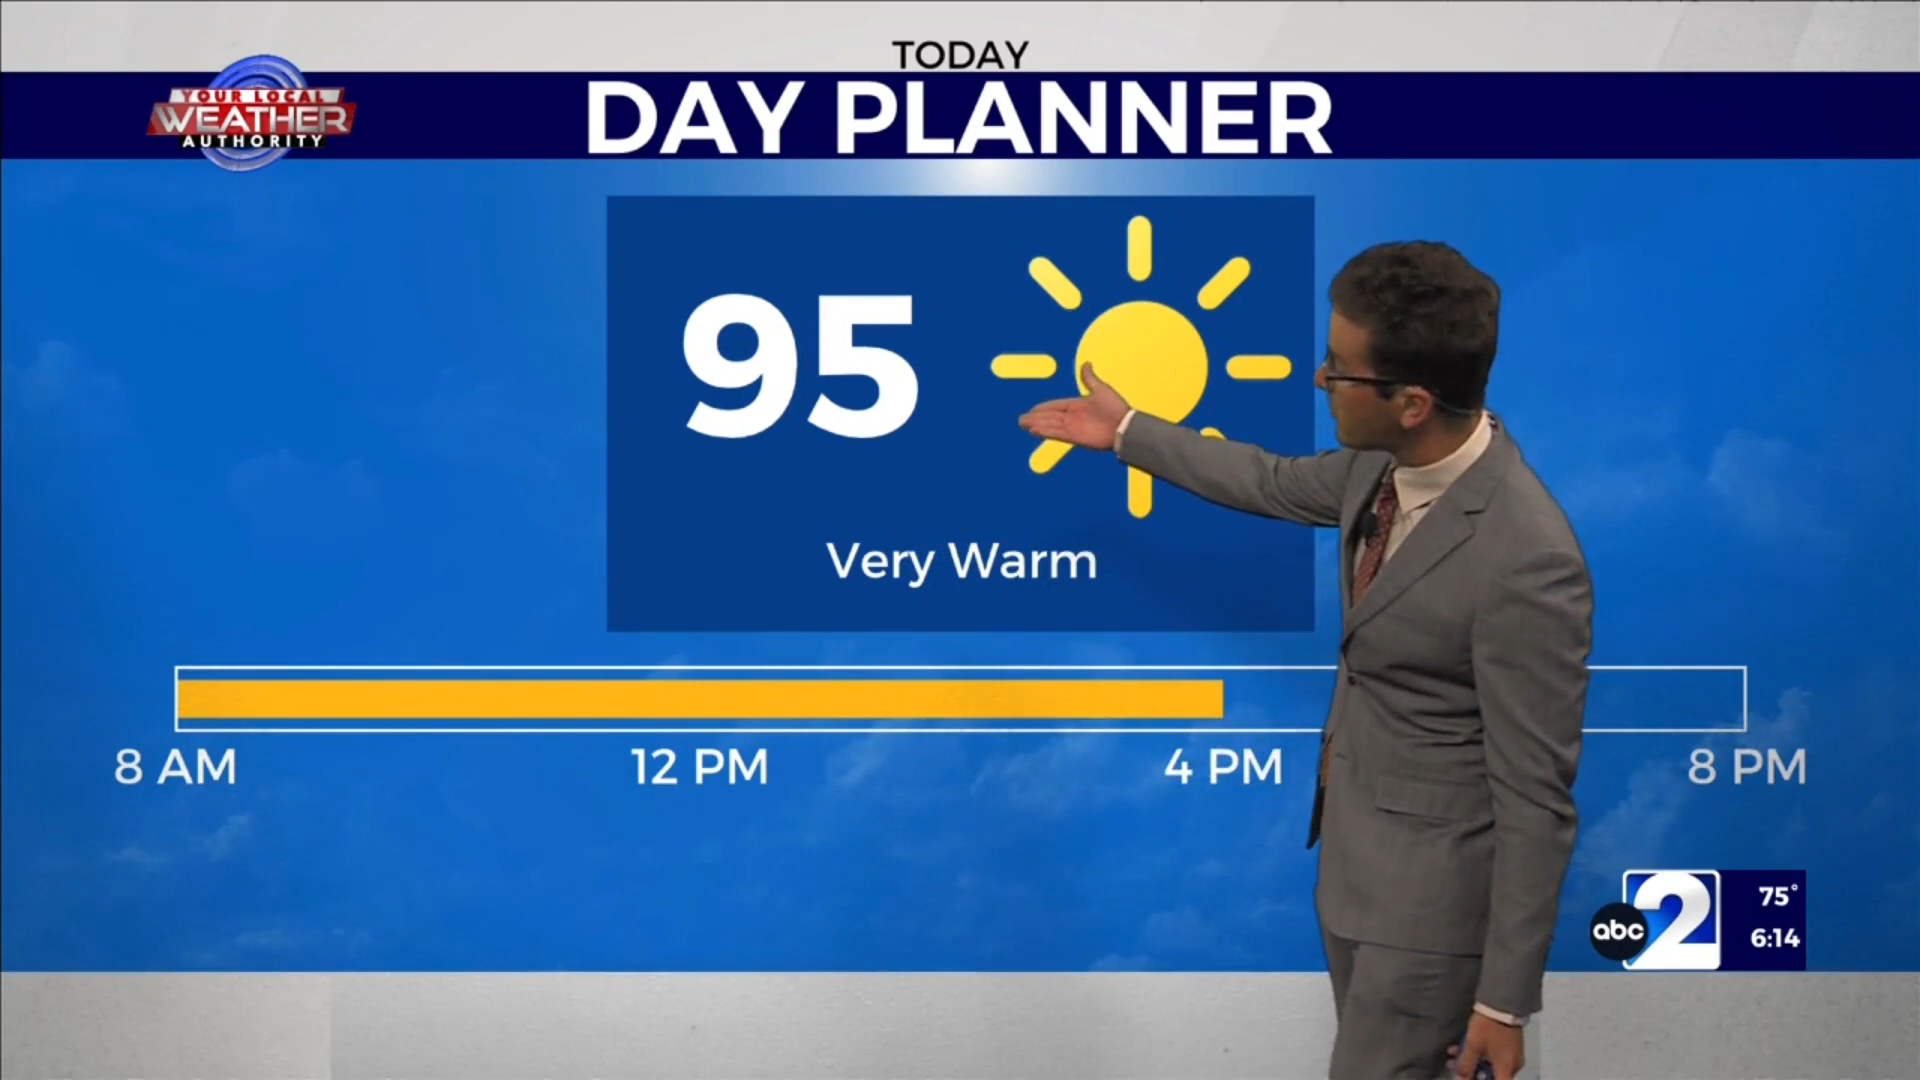 TODAY
DAY PLANNER
YOUR LOCAL
WEATHER
AUTHORITY
95
Very Warm
8 AM 12 PM 4 PM 8 PM
abc 2 75°
6:14